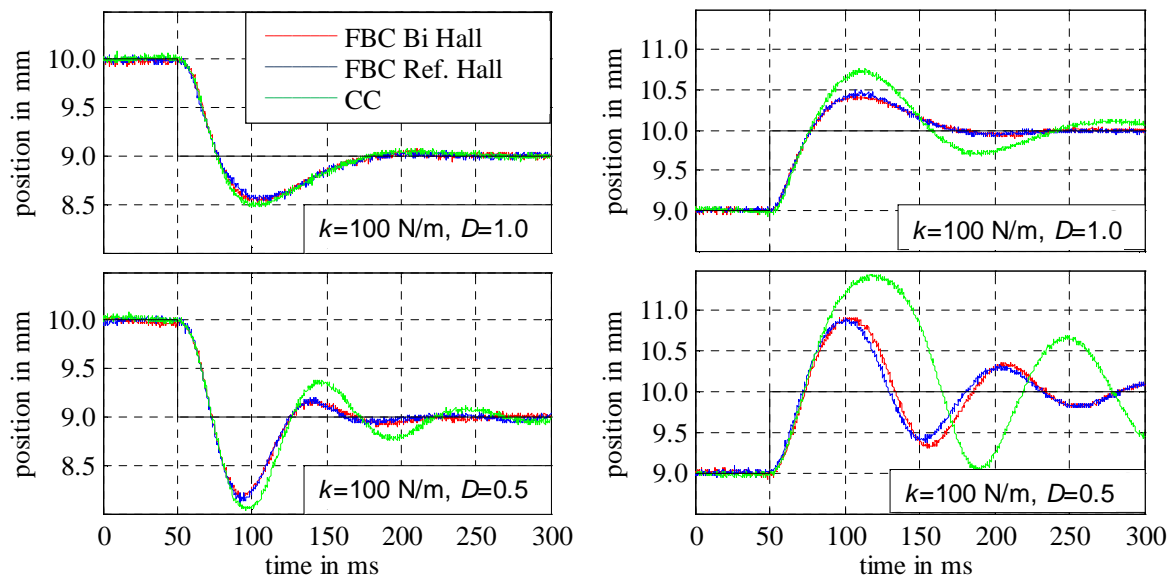 position in mm
10.0
9.5
9.0
8.5
FBC Bi Hall
FBC Ref. Hall
CC
k=100 N/m, D=1.0
position in mm
11.0
10.5
10.0
9.5
9.0
k=100 N/m, D=1.0
position in mm
10.0
9.5
9.0
8.5
k=100 N/m, D=0.5
0 50 100 150 200 250 300
time in ms
position in mm
11.0
10.5
10.0
9.5
9.0
k=100 N/m, D=0.5
0 50 100 150 200 250 300
time in ms